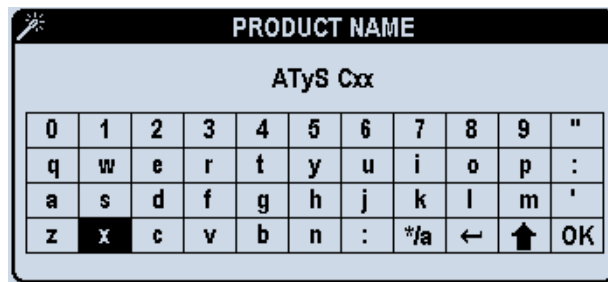 PRODUCT NAME
ATyS Cxx
0 1 2 3 4 5 6 7 8 9 "
q w e r t y u i o p :
a s d f g h j k l m '
z x c v b n : */a ← ⬆ OK